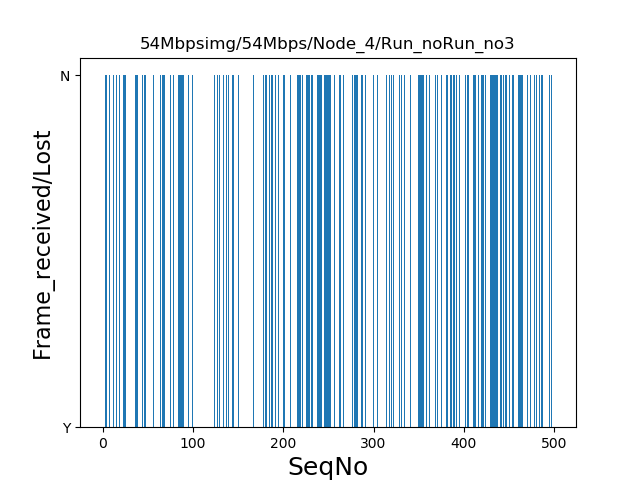 54Mbpsimg/54Mbps/Node_4/Run_noRun_no3
N
Frame_received/Lost
Y
0 100 200 300 400 500
SeqNo